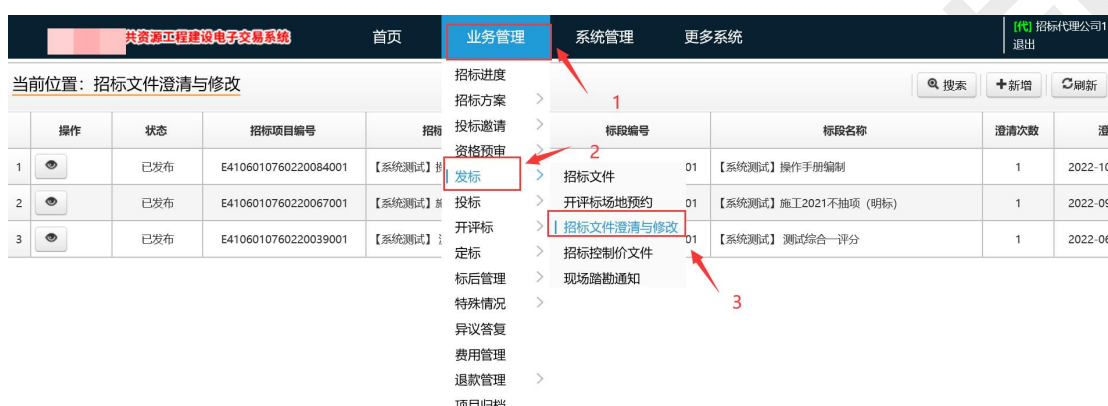 共资源工程建设电子交易系统 首页 业务管理 系统管理 更多系统 [代] 招标代理公司1
退出
当前位置：招标文件澄清与修改 搜索 新增 刷新
操作 状态 招标项目编号 招标 标段编号 标段名称 澄清次数 澄
1 已发布 E4106010760220084001 【系统测试】 01 【系统测试】操作手册编制 1 2022-10
2 已发布 E4106010760220067001 【系统测试】 01 【系统测试】施工2021不抽项（明标） 1 2022-09
3 已发布 E4106010760220039001 【系统测试】 01 【系统测试】 测试综合一评分 1 2022-06
招标进度
招标方案
投标邀请
资格预审
发标
投标
开评标
定标
标后管理
特殊情况
异议答复
费用管理
退款管理
项目归档
招标文件
开评标场地预约
招标文件澄清与修改
招标控制价文件
现场踏勘通知
1
2
3